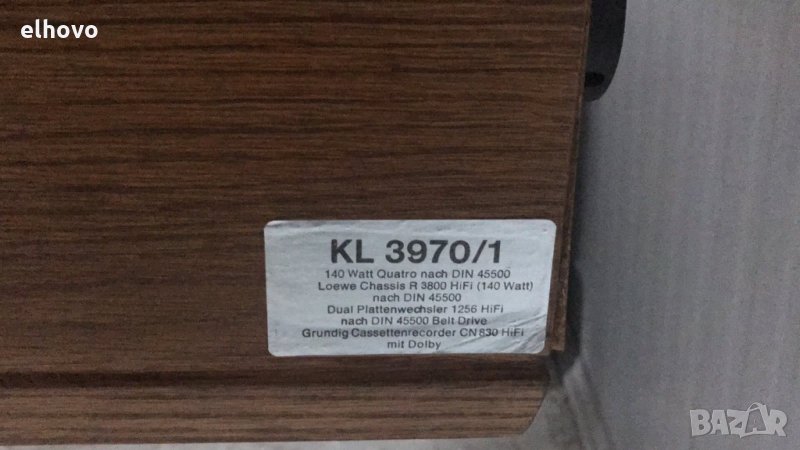 elhovo
KL 3970/1
140 Watt Quatro nach DIN 45500
Loewe Chassis R 3800 HiFi (140 Watt)
nach DIN 45500
Dual Plattenwechsler 1256 HiFi
nach DIN 45500 Belt Drive
Grundig Cassettenrecorder CN 830 HiFi
mit Dolby
BAZAR